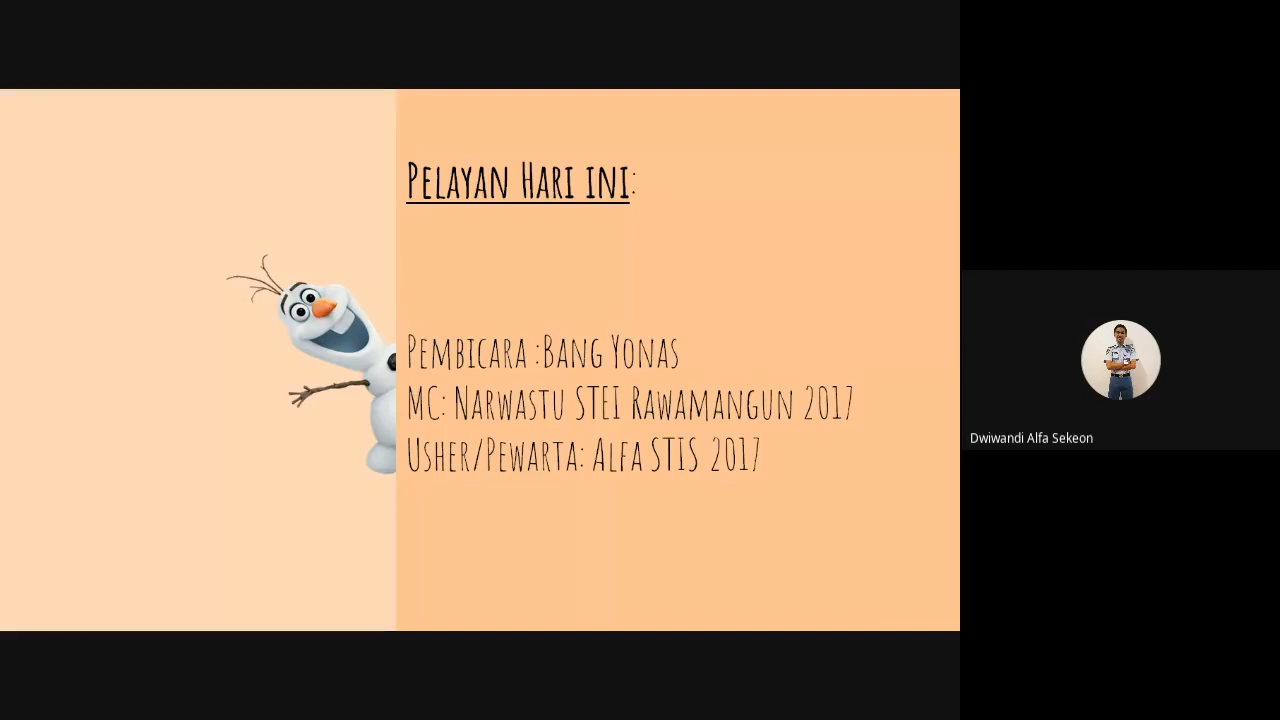 PELAYAN HARI INI:
PEMBICARA :BANG YONAS
MC: NARWASTU STEI RAWAMANGUN 2017
USHER/PEWARTA: ALFA STIS 2017
Dwiwandi Alfa Sekeon